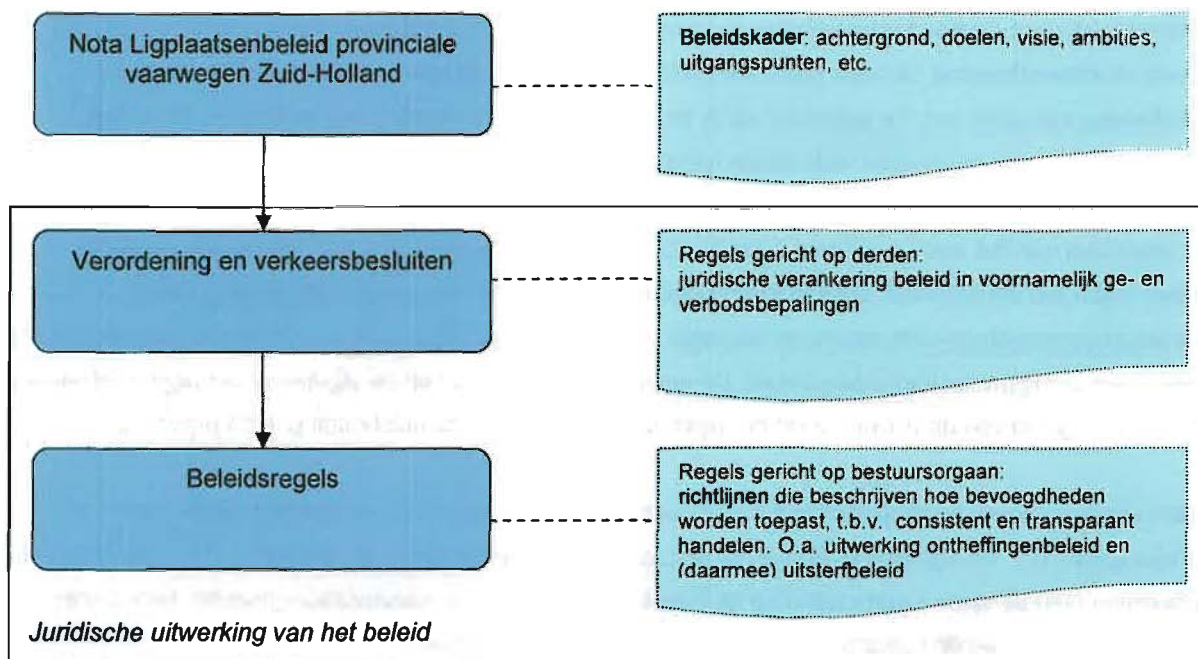 Nota Ligplaatsenbeleid provinciale
vaarwegen Zuid-Holland
Beleidskader: achtergrond, doelen, visie, ambities,
uitgangspunten, etc.
Verordening en verkeersbesluiten
Regels gericht op derden:
juridische verankering beleid in voornamelijk ge- en
verbodsbepalingen
Beleidsregels
Regels gericht op bestuursorgaan:
richtlijnen die beschrijven hoe bevoegdheden
worden toepast, t.b.v. consistent en transparant
handelen. O.a. uitwerking ontheffingenbeleid en
(daarmee) uitsterfbeleid
Juridische uitwerking van het beleid